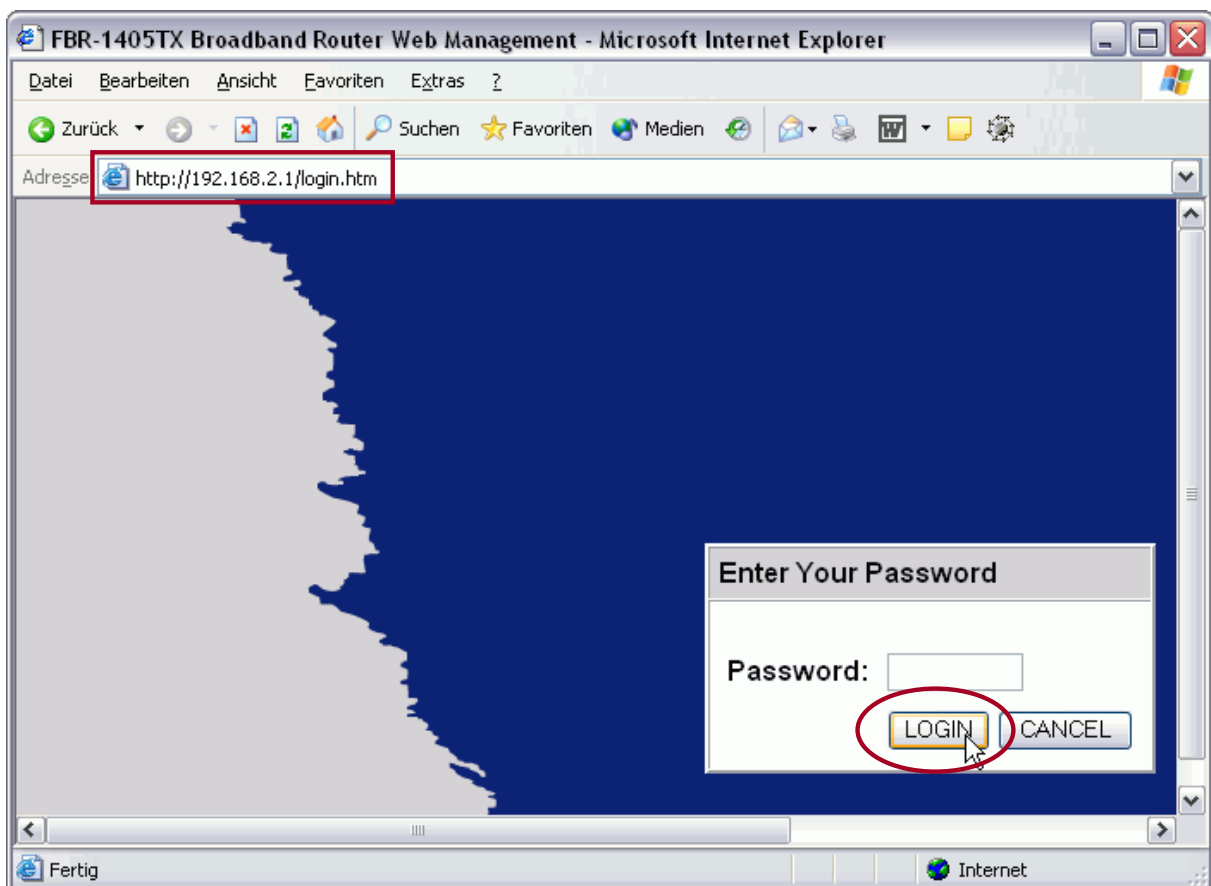 FBR-1405TX Broadband Router Web Management - Microsoft Internet Explorer
Datei Bearbeiten Ansicht Favoriten Extras ?
Zurück Suchen Favoriten Medien W
Adresse http://192.168.2.1/login.htm
Enter Your Password
Password:
LOGIN CANCEL
Fertig Internet